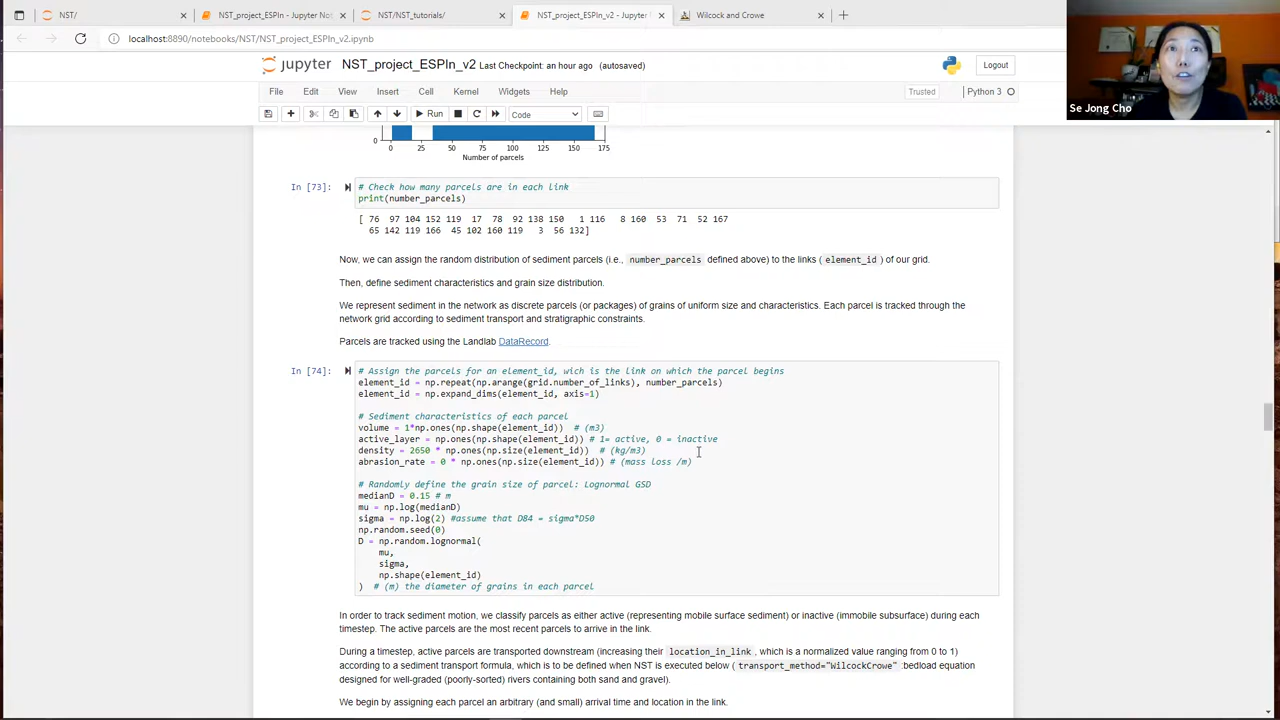 NST/
NST_project_ESPIn - Jupyter Not
NST/NST_tutorials/
NST_project_ESPIn_v2 - Jupyter
Wilcock and Crowe
localhost:8890/notebooks/NST/NST_project_ESPIn_v2.ipynb
jupyter NST_project_ESPIn_v2 Last Checkpoint: an hour ago (autosaved)
Logout
File Edit View Insert Cell Kernel Widgets Help
Trusted
Python 3
Run
Code
Se Jong Cho
0
0 25 50 75 100 125 150 175
Number of parcels
In [73]:
# Check how many parcels are in each link
print(number_parcels)
[ 76 97 104 152 119 17 78 92 138 150 1 116 8 160 53 71 52 167
65 142 119 166 45 102 160 119 3 56 132]
Now, we can assign the random distribution of sediment parcels (i.e., number_parcels defined above) to the links ( element_id ) of our grid.
Then, define sediment characteristics and grain size distribution.
We represent sediment in the network as discrete parcels (or packages) of grains of uniform size and characteristics. Each parcel is tracked through the
network grid according to sediment transport and stratigraphic constraints.
Parcels are tracked using the Landlab DataRecord.
In [74]:
# Assign the parcels for an element_id, wich is the link on which the parcel begins
element_id = np.repeat(np.arange(grid.number_of_links), number_parcels)
element_id = np.expand_dims(element_id, axis=1)
# Sediment characteristics of each parcel
volume = 1*np.ones(np.shape(element_id)) # (m3)
active_layer = np.ones(np.shape(element_id)) # 1= active, 0 = inactive
density = 2650 * np.ones(np.size(element_id)) # (kg/m3)
abrasion_rate = 0 * np.ones(np.size(element_id)) # (mass loss /m)
# Randomly define the grain size of parcel: Lognormal GSD
medianD = 0.15 # m
mu = np.log(medianD)
sigma = np.log(2) #assume that D84 = sigma*D50
np.random.seed(0)
D = np.random.lognormal(
mu,
sigma,
np.shape(element_id)
) # (m) the diameter of grains in each parcel
In order to track sediment motion, we classify parcels as either active (representing mobile surface sediment) or inactive (immobile subsurface) during each
timestep. The active parcels are the most recent parcels to arrive in the link.
During a timestep, active parcels are transported downstream (increasing their location_in_link , which is a normalized value ranging from 0 to 1)
according to a sediment transport formula, which is to be defined when NST is executed below ( transport_method="WilcockCrowe" :bedload equation
designed for well-graded (poorly-sorted) rivers containing both sand and gravel).
We begin by assigning each parcel an arbitrary (and small) arrival time and location in the link.